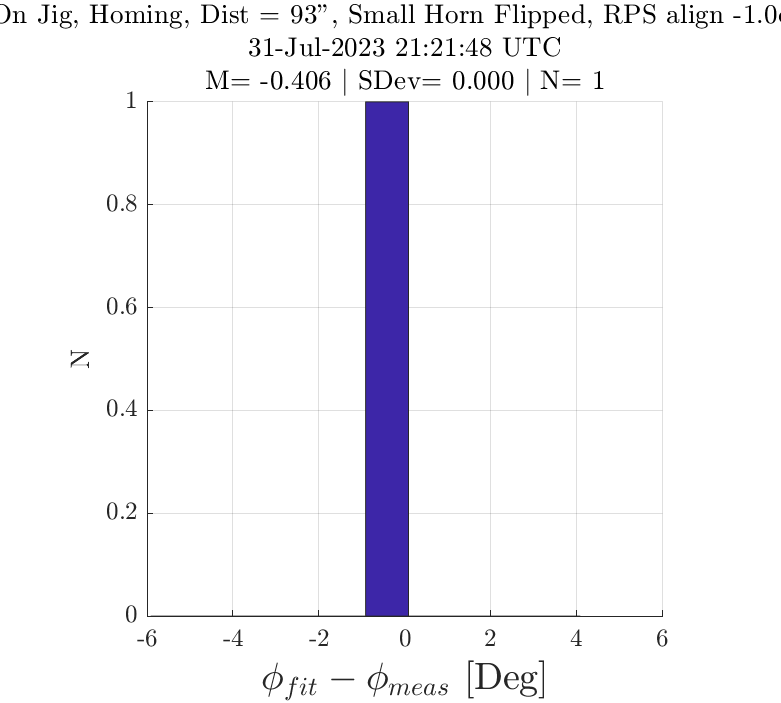 On Jig, Homing, Dist = 93”, Small Horn Flipped, RPS align -1.0
31-Jul-2023 21:21:48 UTC
M= -0.406 | SDev= 0.000 | N= 1
1
0.8
0.6
0.4
0.2
0
N
-6 -4 -2 0 2 4 6
ϕ_fit − ϕ_meas [Deg]